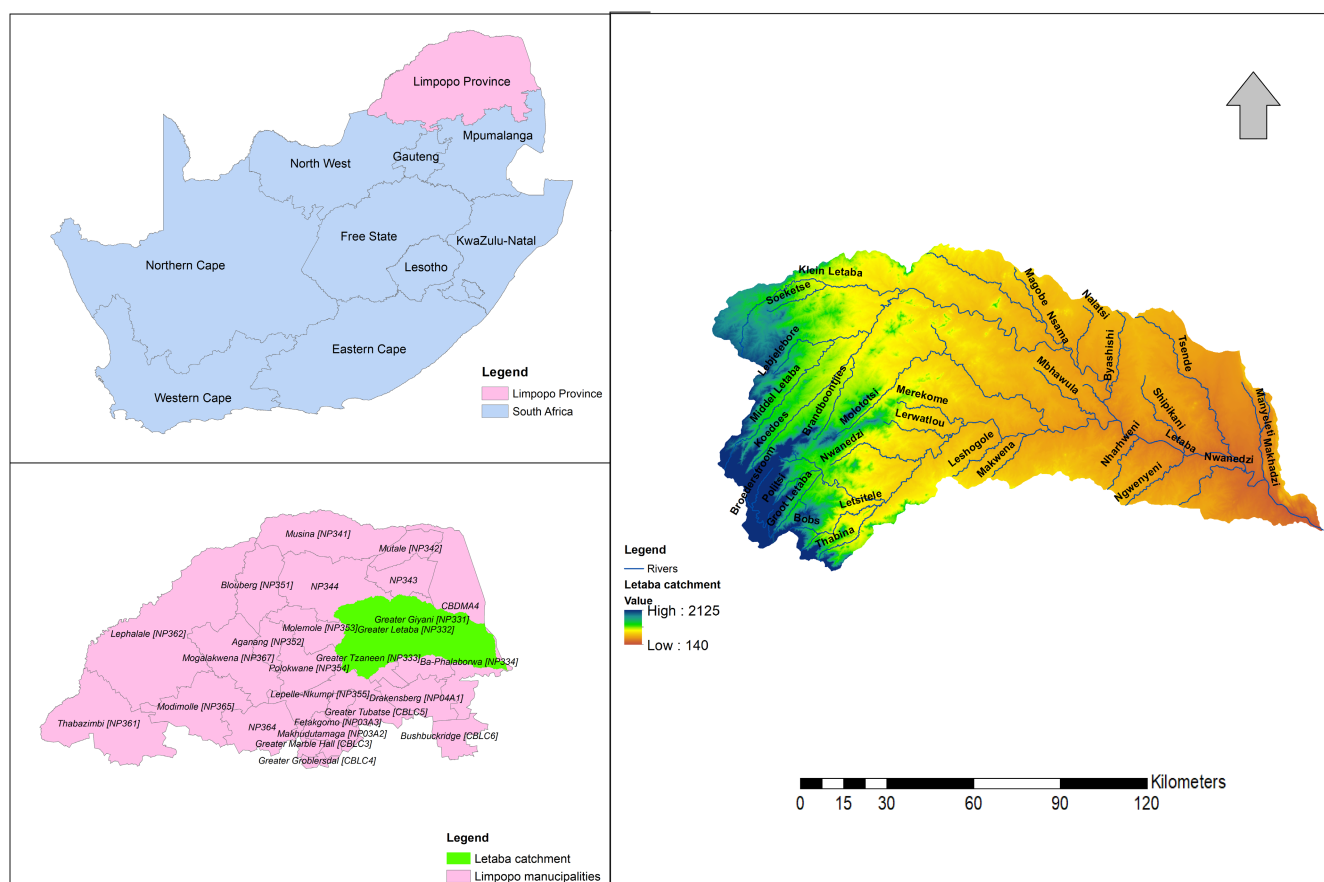 Limpopo Province
Mpumalanga
Gauteng
North West
Free State
KwaZulu-Natal
Lesotho
Northern Cape
Eastern Cape
Western Cape
Legend
Limpopo Province
South Africa
Musina [NP341]
Mutale [NP342]
Blouberg [NP351]
NP344
NP343
CBDMA4
Greater Giyani [NP331]
Greater Letaba [NP332]
Lephalale [NP362]
Molemole [NP353]
Aganang [NP352]
Mogalakwena [NP367]
Greater Tzaneen [NP333]
Ba-Phalaborwa [NP334]
Polokwane [NP354]
Lepelle-Nkumpi [NP355]
Drakensberg [NP04A1]
Modimolle [NP365]
Greater Tubatse [CBLC5]
Thabazimbi [NP361]
NP364
Fetakgomo [NP03A3]
Makhudutamaga [NP03A2]
Greater Marble Hall [CBLC3]
Bushbuckridge [CBLC6]
Greater Groblersdal [CBLC4]
Legend
Letaba catchment
Limpopo manucipalities
Klein Letaba
Soeketse
Magobe
Nalatsi
Nsama
Byashishi
Tsende
Lebjelebore
Middel Letaba
Koedoes
Brandboontjies
Molototsi
Merekome
Lerwatlou
Mbhawula
Shipikani
Manyeleti
Makhadzi
Broederstroom
Politsi
Groot Letaba
Nwanedzi
Leshogole
Makwena
Nharhweni
Letaba
Nwanedzi
Ngwenyeni
Letsitele
Bobs
Thabina
Legend
Rivers
Letaba catchment
Value
High : 2125
Low : 140
Kilometers
0 15 30 60 90 120